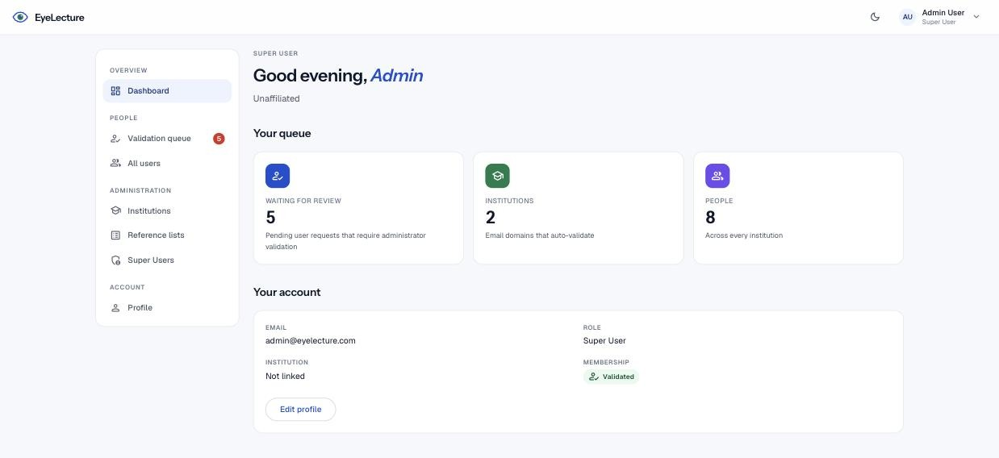 EyeLecture
AU
Admin User
Super User
OVERVIEW
Dashboard
PEOPLE
Validation queue
5
All users
ADMINISTRATION
Institutions
Reference lists
Super Users
ACCOUNT
Profile
SUPER USER
Good evening, Admin
Unaffiliated
Your queue
WAITING FOR REVIEW
5
Pending user requests that require administrator
validation
INSTITUTIONS
2
Email domains that auto-validate
PEOPLE
8
Across every institution
Your account
EMAIL
admin@eyelecture.com
ROLE
Super User
INSTITUTION
Not linked
MEMBERSHIP
Validated
Edit profile